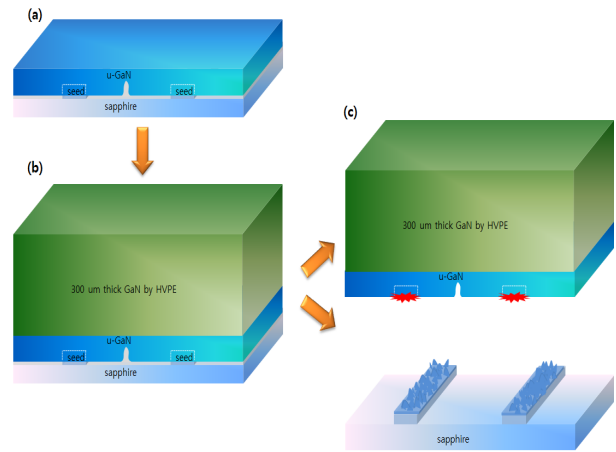 (a)
u-GaN
seed
seed
sapphire
(b)
300 um thick GaN by HVPE
u-GaN
seed
seed
sapphire
(c)
300 um thick GaN by HVPE
u-GaN
sapphire